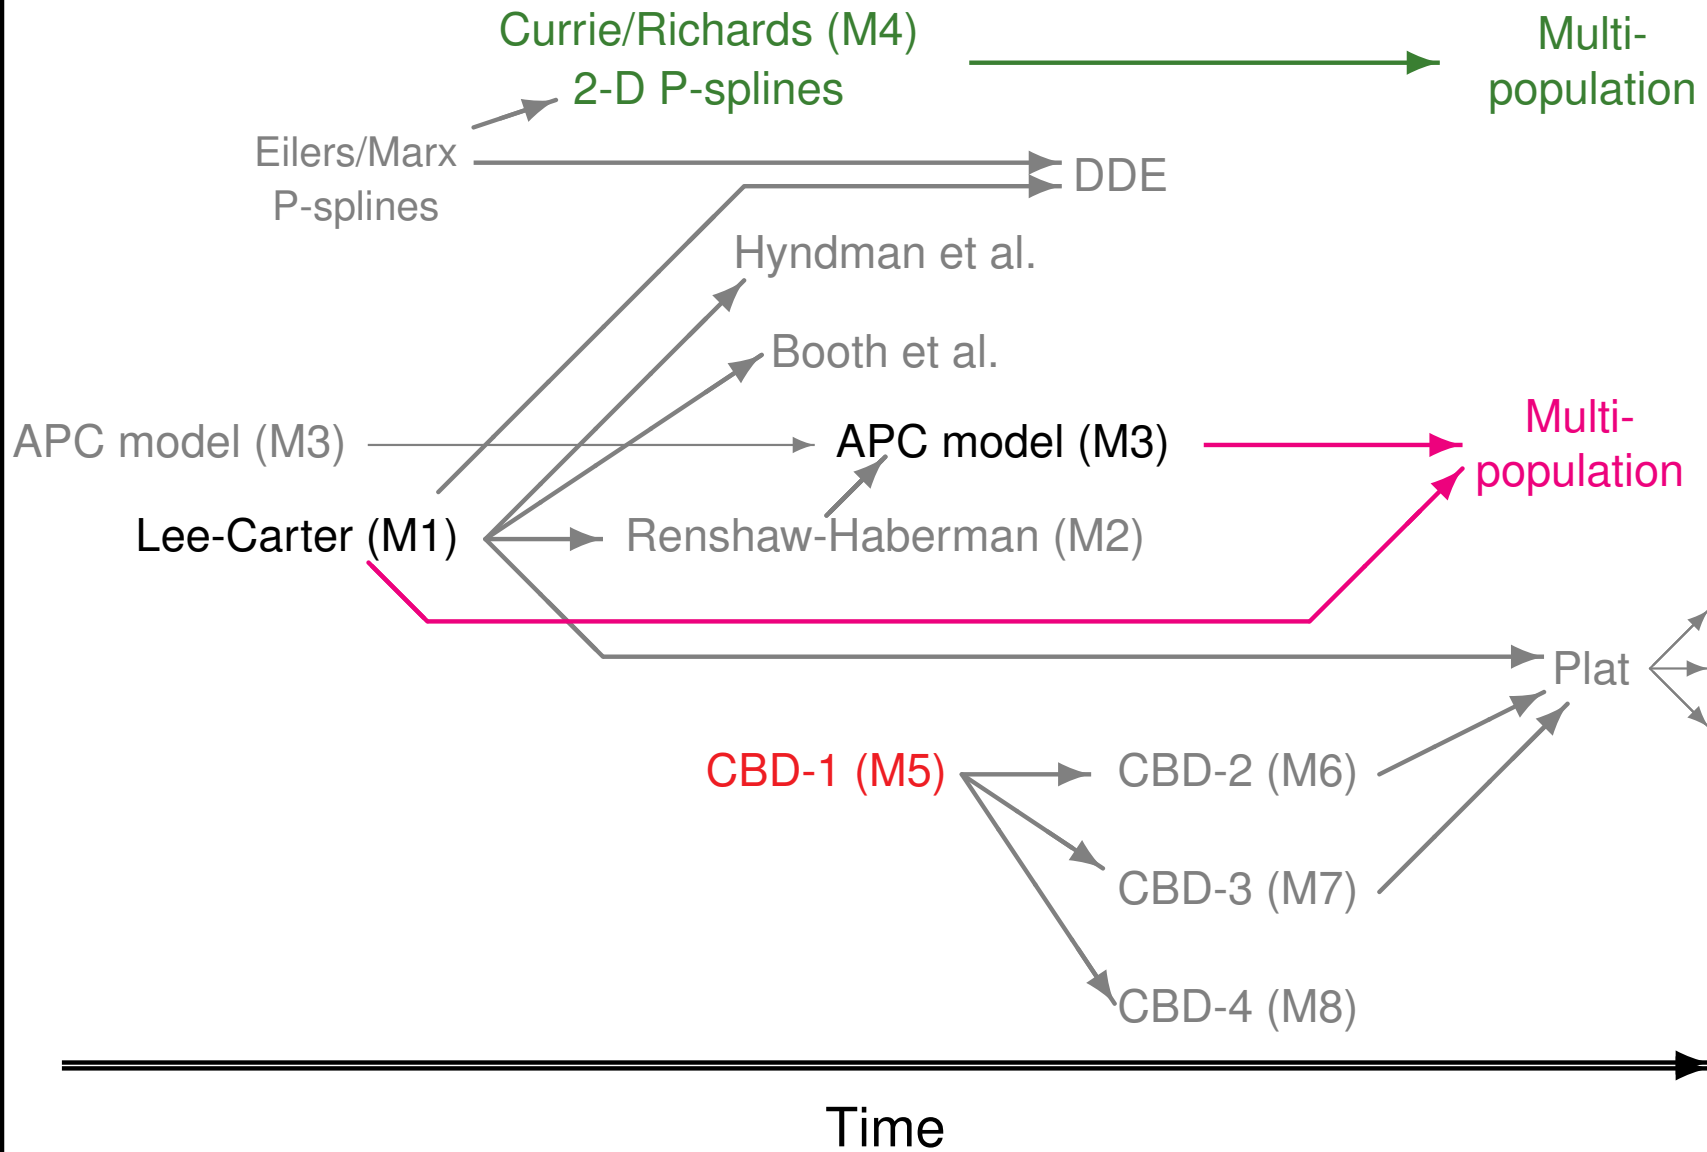 Currie/Richards (M4)
2-D P-splines
Multi-
population
Eilers/Marx
P-splines
DDE
Hyndman et al.
Booth et al.
APC model (M3)
APC model (M3)
Multi-
population
Lee-Carter (M1)
Renshaw-Haberman (M2)
Plat
CBD-1 (M5)
CBD-2 (M6)
CBD-3 (M7)
CBD-4 (M8)
Time